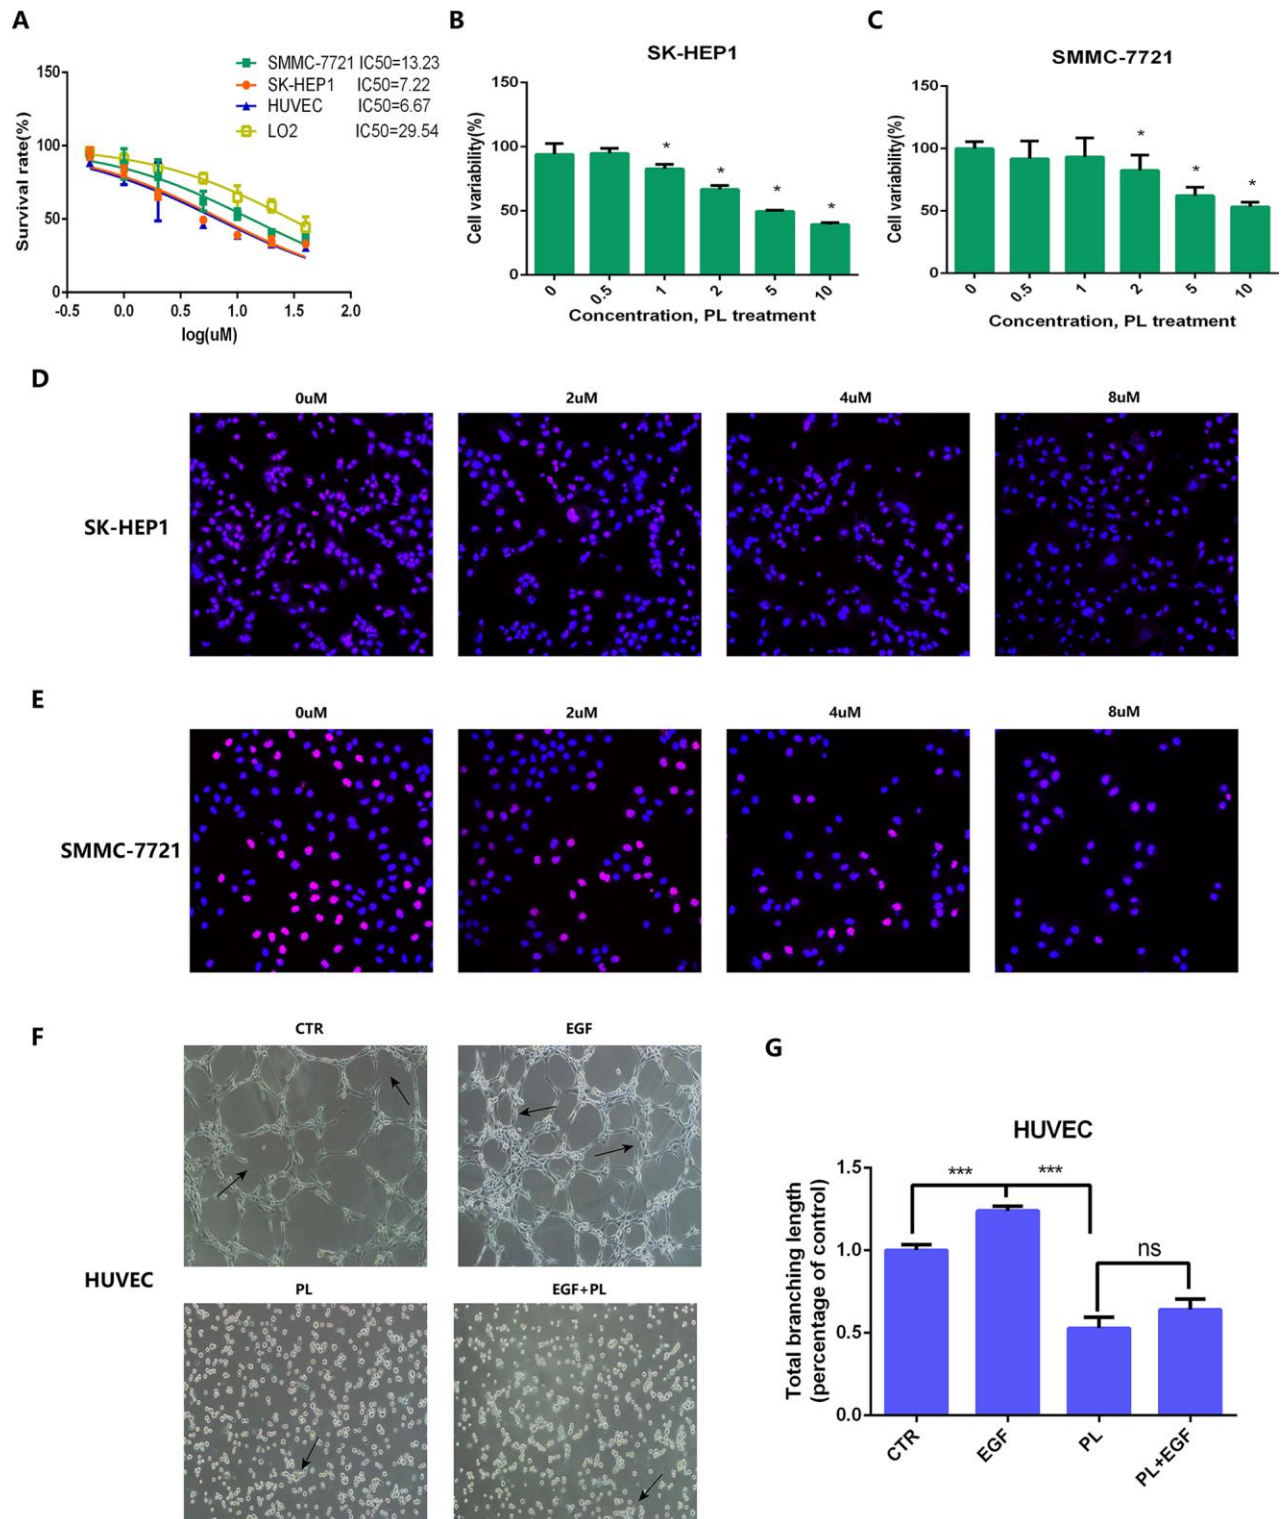 A
SMMC-7721 IC50=13.23
SK-HEP1 IC50=7.22
HUVEC IC50=6.67
LO2 IC50=29.54
150
100
50
0
Survival rate(%)
-0.5 0.0 0.5 1.0 1.5 2.0
log(uM)
B
SK-HEP1
150
100
50
0
Cell variability(%)
* * * *
0 0.5 1 2 5 10
Concentration, PL treatment
C
SMMC-7721
150
100
50
0
Cell variability(%)
* * *
0 0.5 1 2 5 10
Concentration, PL treatment
D
0uM 2uM 4uM 8uM
SK-HEP1
E
0uM 2uM 4uM 8uM
SMMC-7721
F
CTR EGF
HUVEC
PL EGF+PL
G
HUVEC
1.5
1.0
0.5
0.0
Total branching length
(percentage of control)
*** ***
ns
CTR EGF PL PL+EGF